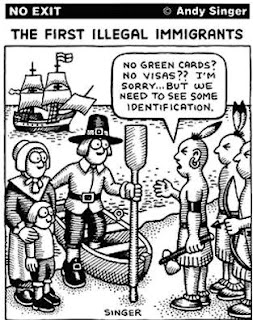 NO EXIT © Andy Singer
THE FIRST ILLEGAL IMMIGRANTS
NO GREEN CARDS?
NO VISAS?? I'M
SORRY...BUT WE
NEED TO SEE SOME
IDENTIFICATION.
SINGER